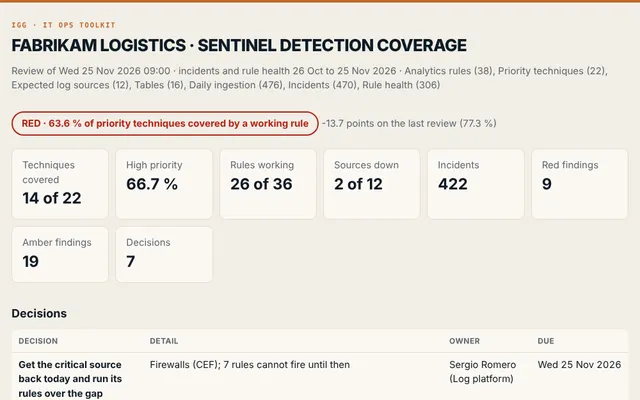 IGG · IT OPS TOOLKIT
FABRIKAM LOGISTICS · SENTINEL DETECTION COVERAGE
Review of Wed 25 Nov 2026 09:00 · incidents and rule health 26 Oct to 25 Nov 2026 · Analytics rules (38), Priority techniques (22),
Expected log sources (12), Tables (16), Daily ingestion (476), Incidents (470), Rule health (306)
RED · 63.6 % of priority techniques covered by a working rule -13.7 points on the last review (77.3 %)
Techniques covered
14 of 22
High priority
66.7 %
Rules working
26 of 36
Sources down
2 of 12
Incidents
422
Red findings
9
Amber findings
19
Decisions
7
Decisions
DECISION DETAIL OWNER DUE
Get the critical source Firewalls (CEF); 7 rules cannot fire until then Sergio Romero Wed 25 Nov 2026
back today and run its (Log platform)
rules over the gap